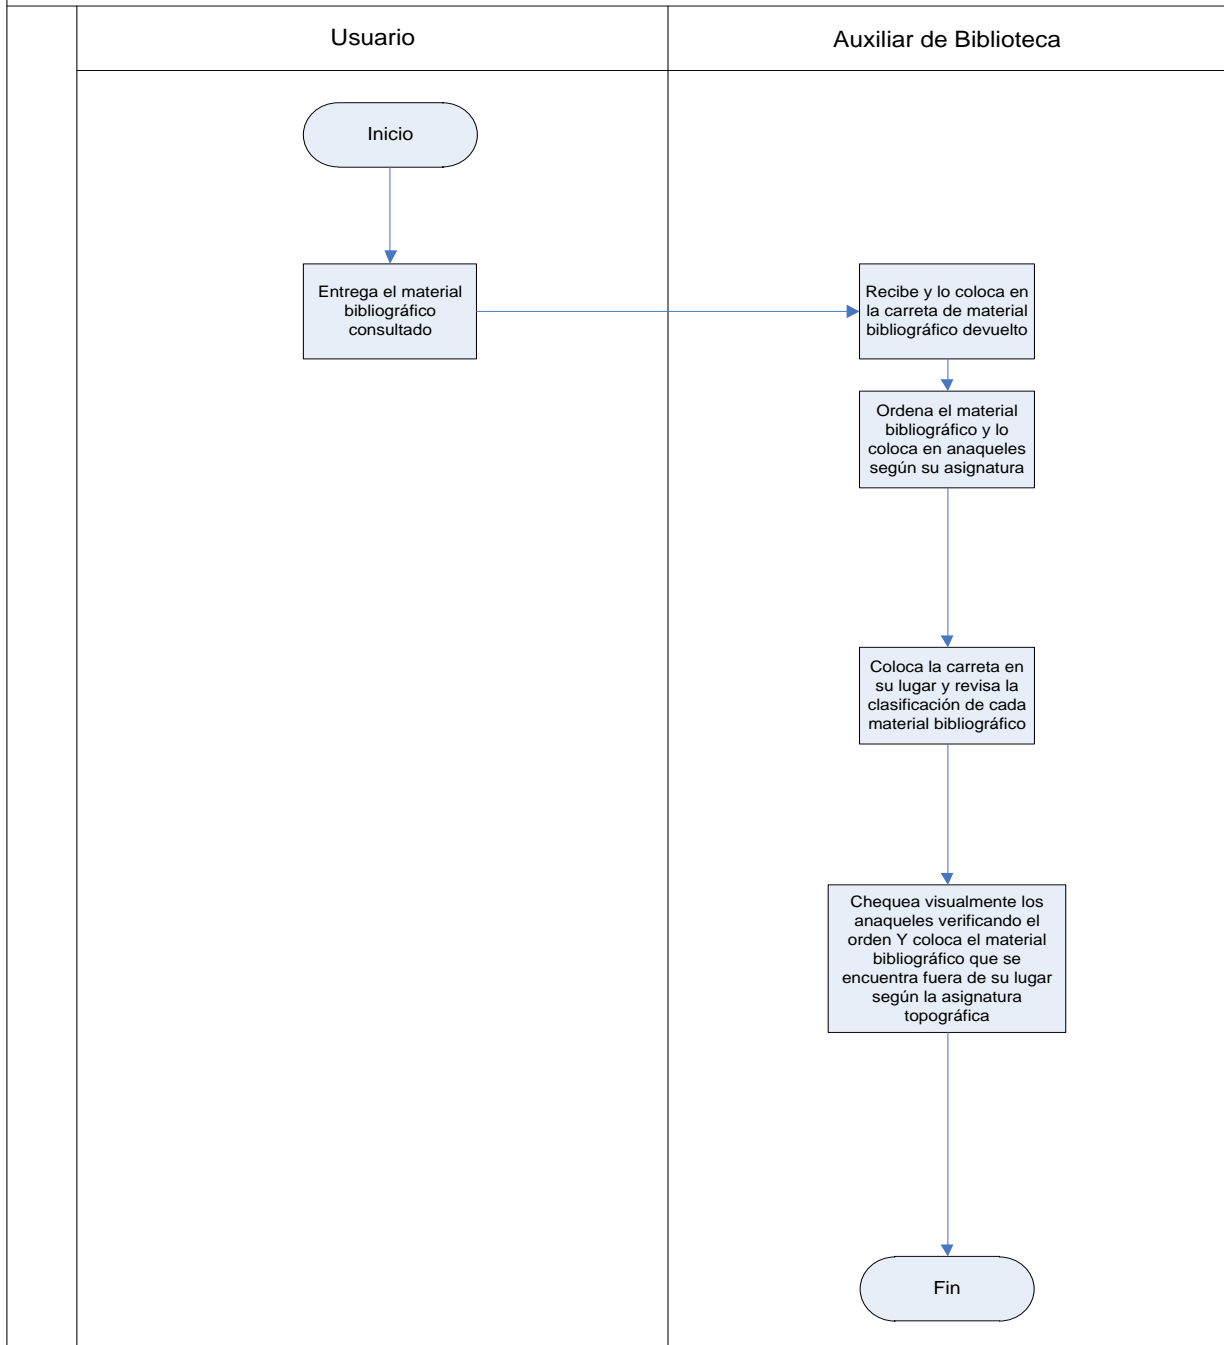 Usuario
Auxiliar de Biblioteca
Inicio
Entrega el material
bibliográfico
consultado
Recibe y lo coloca en
la carreta de material
bibliográfico devuelto
Ordena el material
bibliográfico y lo
coloca en anaqueles
según su asignatura
Coloca la carreta en
su lugar y revisa la
clasificación de cada
material bibliográfico
Chequea visualmente los
anaqueles verificando el
orden Y coloca el material
bibliográfico que se
encuentra fuera de su lugar
según la asignatura
topográfica
Fin